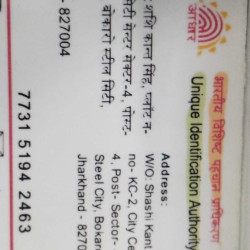 आधार
भारतीय विशिष्ट पहचान प्राधिकरण
Unique Identification Authority
: शशि कान्त सिंह, प्लॉट न-
सिटी सेन्टर सेक्टर-4, पोस्ट-
बोकारो स्टील सिटी,
- 827004
Address:
W/O: Shashi Kant
no- KC-2, City Ce
4, Post- Sector-
Steel City, Bokar
Jharkhand - 8270
7731 5194 2463